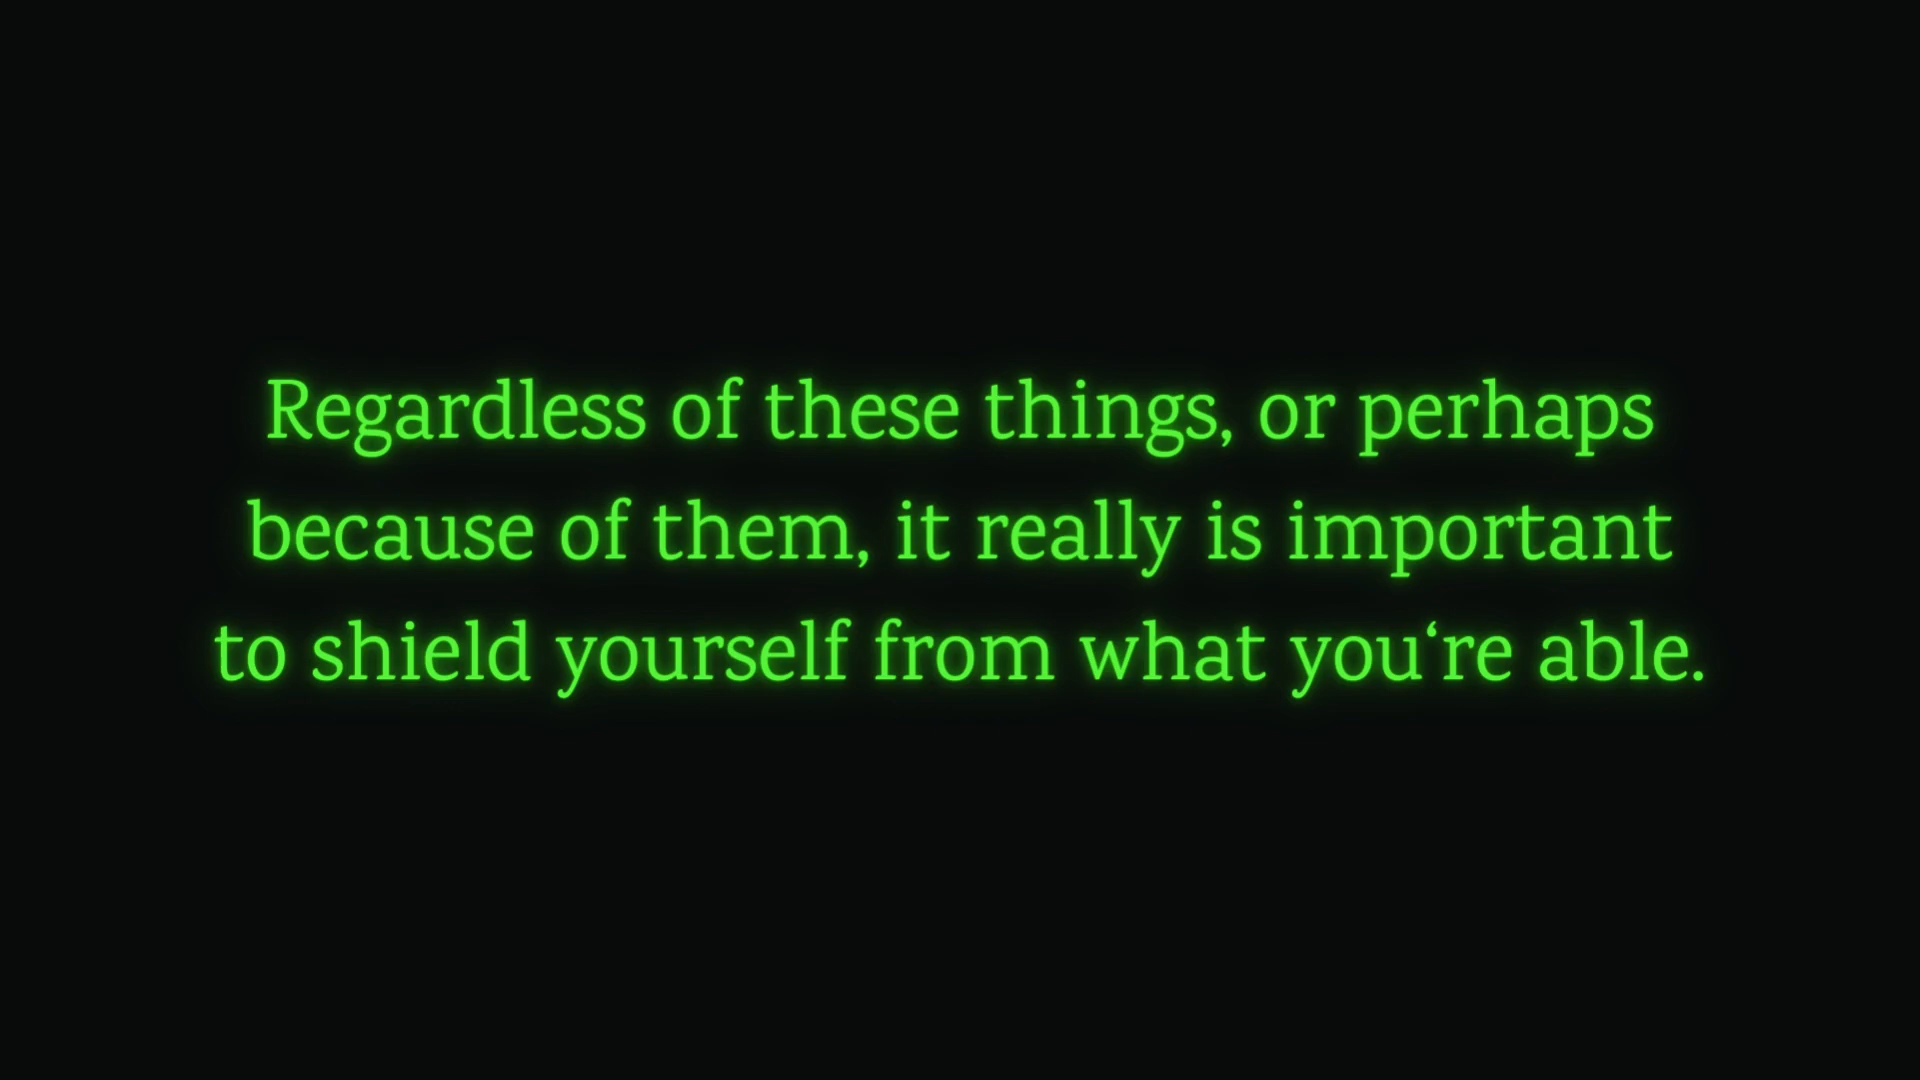 Regardless of these things, or perhaps
because of them, it really is important
to shield yourself from what you‘re able.